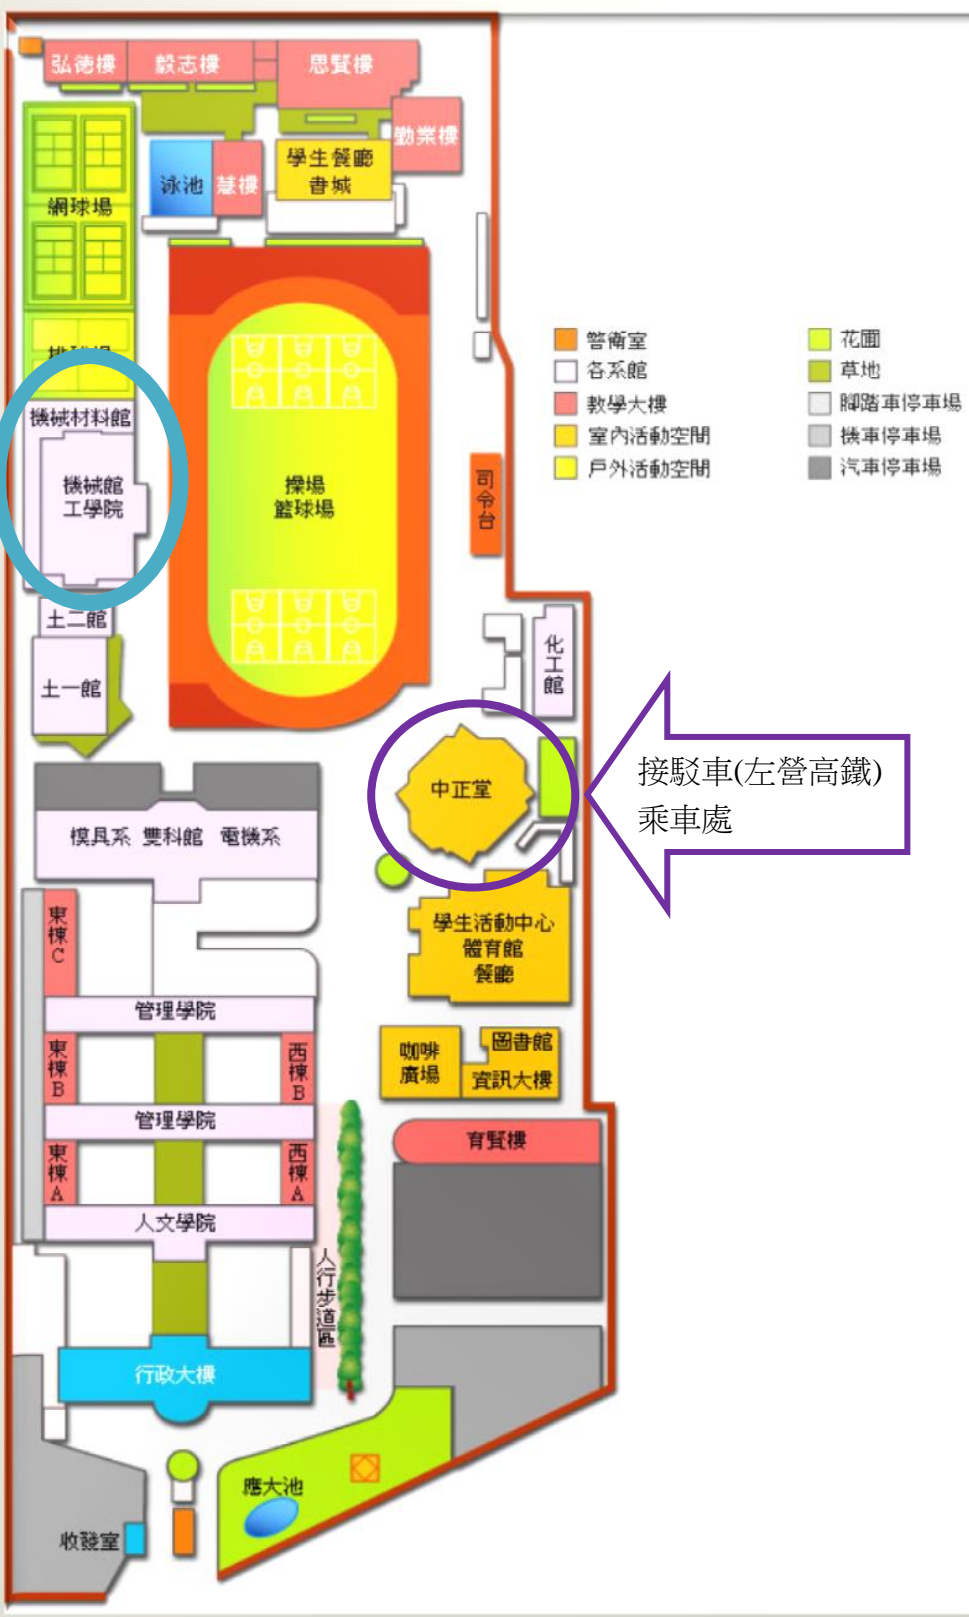 弘德樓
毅志樓
思賢樓
勤業樓
學生餐廳
書城
泳池
慧樓
網球場
排球場
機械材料館
機械館
工學院
操場
籃球場
司令台
警衛室
各系館
教學大樓
室內活動空間
戶外活動空間
花圃
草地
腳踏車停車場
機車停車場
汽車停車場
土二館
土一館
化工館
中正堂
接駁車(左營高鐵)
乘車處
模具系 雙科館 電機系
學生活動中心
體育館
餐廳
東棟C
管理學院
東棟B
西棟B
咖啡
廣場
圖書館
資訊大樓
管理學院
育賢樓
東棟A
西棟A
人文學院
人行步道區
行政大樓
應大池
收發室